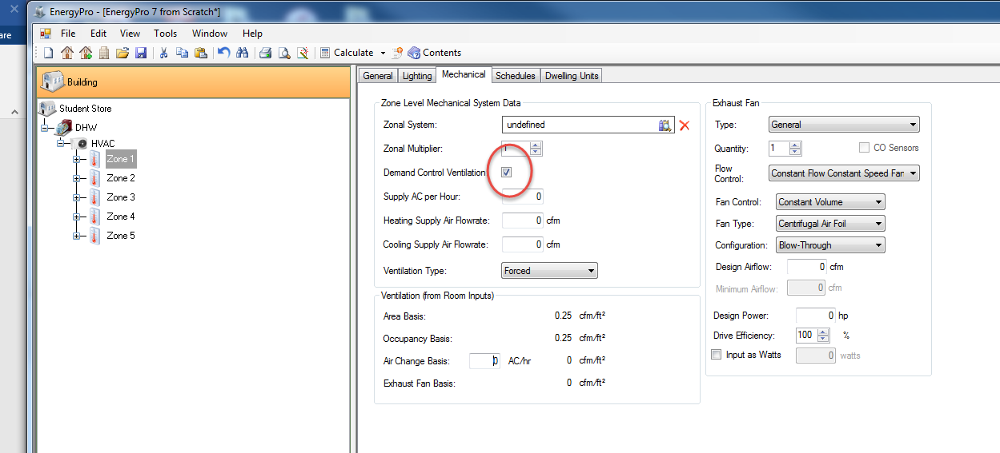 are
EnergyPro - [EnergyPro 7 from Scratch*]
File Edit View Tools Window Help
Calculate Contents
Building
Student Store
DHW
HVAC
Zone 1
Zone 2
Zone 3
Zone 4
Zone 5
General Lighting Mechanical Schedules Dwelling Units
Zone Level Mechanical System Data
Zonal System: undefined
Zonal Multiplier: 1
Demand Control Ventilation
Supply AC per Hour: 0
Heating Supply Air Flowrate: 0 cfm
Cooling Supply Air Flowrate: 0 cfm
Ventilation Type: Forced
Ventilation (from Room Inputs)
Area Basis: 0.25 cfm/ft²
Occupancy Basis: 0.25 cfm/ft²
Air Change Basis: 0 AC/hr 0 cfm/ft²
Exhaust Fan Basis: 0 cfm/ft²
Exhaust Fan
Type: General
Quantity: 1 CO Sensors
Flow
Control: Constant Flow Constant Speed Fan
Fan Control: Constant Volume
Fan Type: Centrifugal Air Foil
Configuration: Blow-Through
Design Airflow: 0 cfm
Minimum Airflow: 0 cfm
Design Power: 0 hp
Drive Efficiency: 100 %
Input as Watts 0 watts